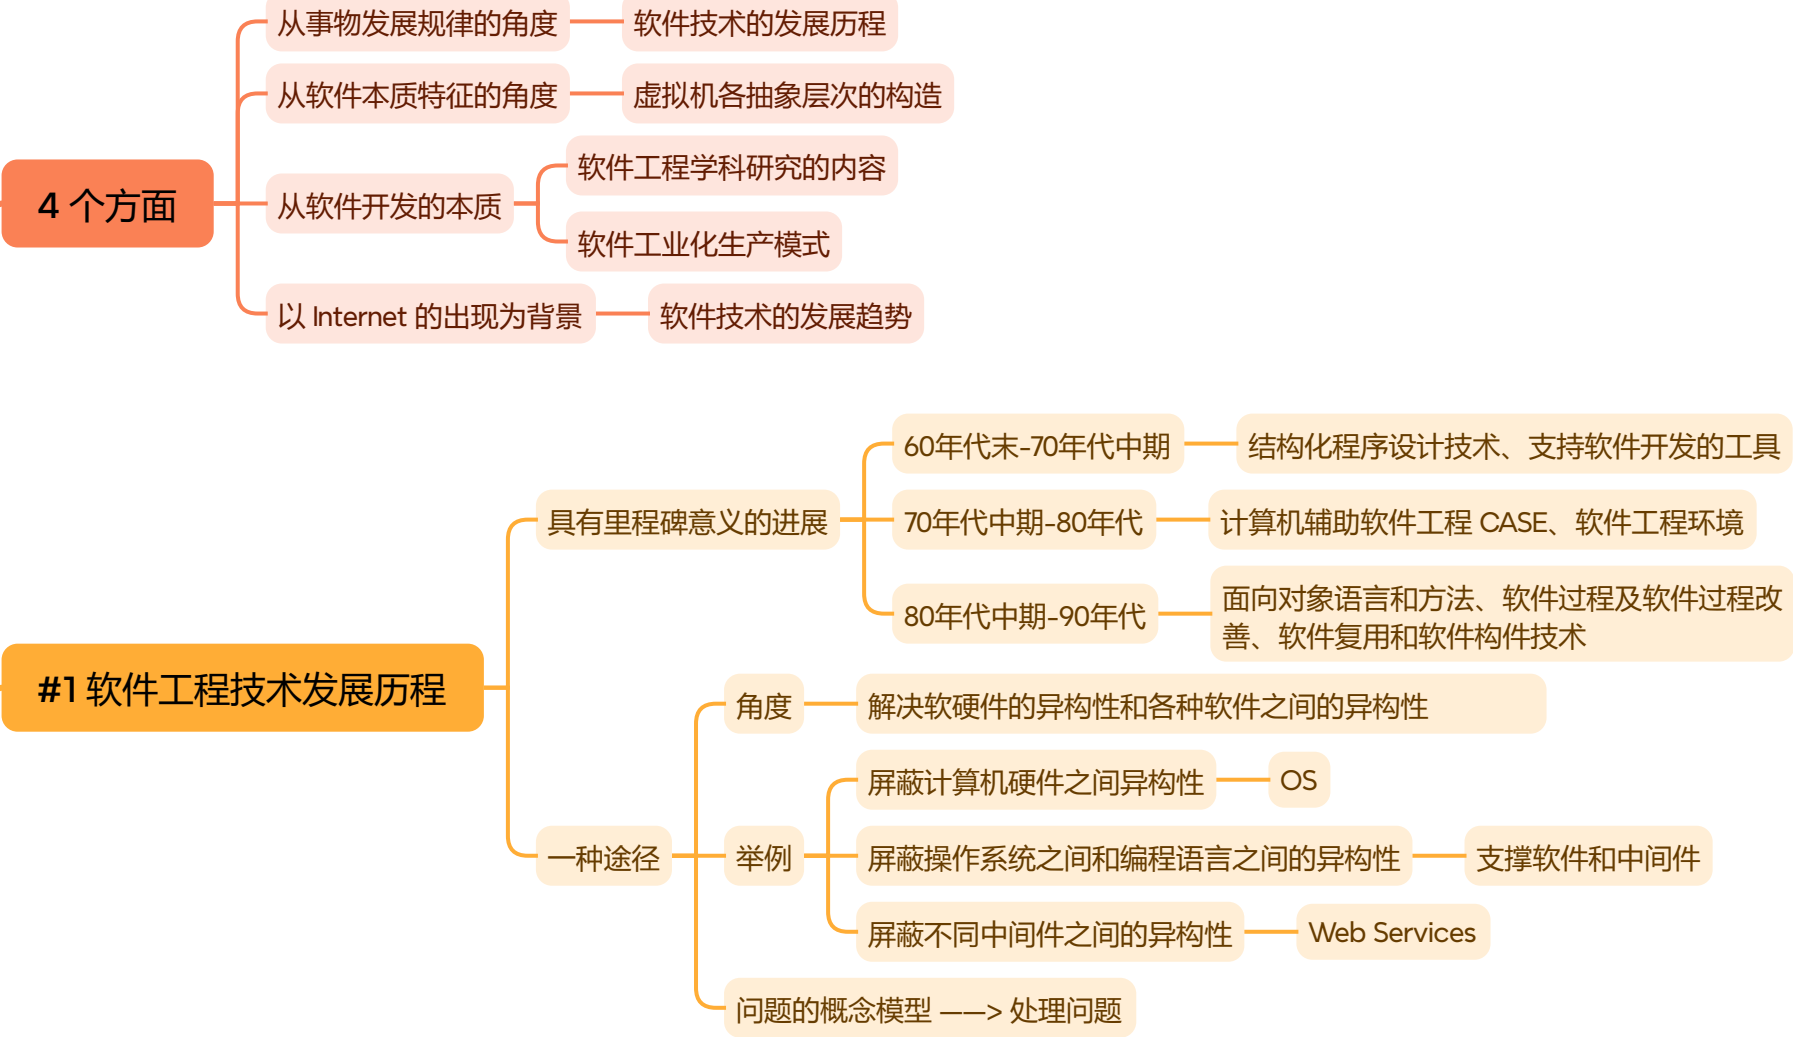 从事物发展规律的角度
软件技术的发展历程
从软件本质特征的角度
虚拟机各抽象层次的构造
4 个方面
从软件开发的本质
软件工程学科研究的内容
软件工业化生产模式
以 Internet 的出现为背景
软件技术的发展趋势
#1 软件工程技术发展历程
具有里程碑意义的进展
60年代末-70年代中期
结构化程序设计技术、支持软件开发的工具
70年代中期-80年代
计算机辅助软件工程 CASE、软件工程环境
80年代中期-90年代
面向对象语言和方法、软件过程及软件过程改
善、软件复用和软件构件技术
一种途径
角度
解决软硬件的异构性和各种软件之间的异构性
举例
屏蔽计算机硬件之间异构性
OS
屏蔽操作系统之间和编程语言之间的异构性
支撑软件和中间件
屏蔽不同中间件之间的异构性
Web Services
问题的概念模型 ——> 处理问题